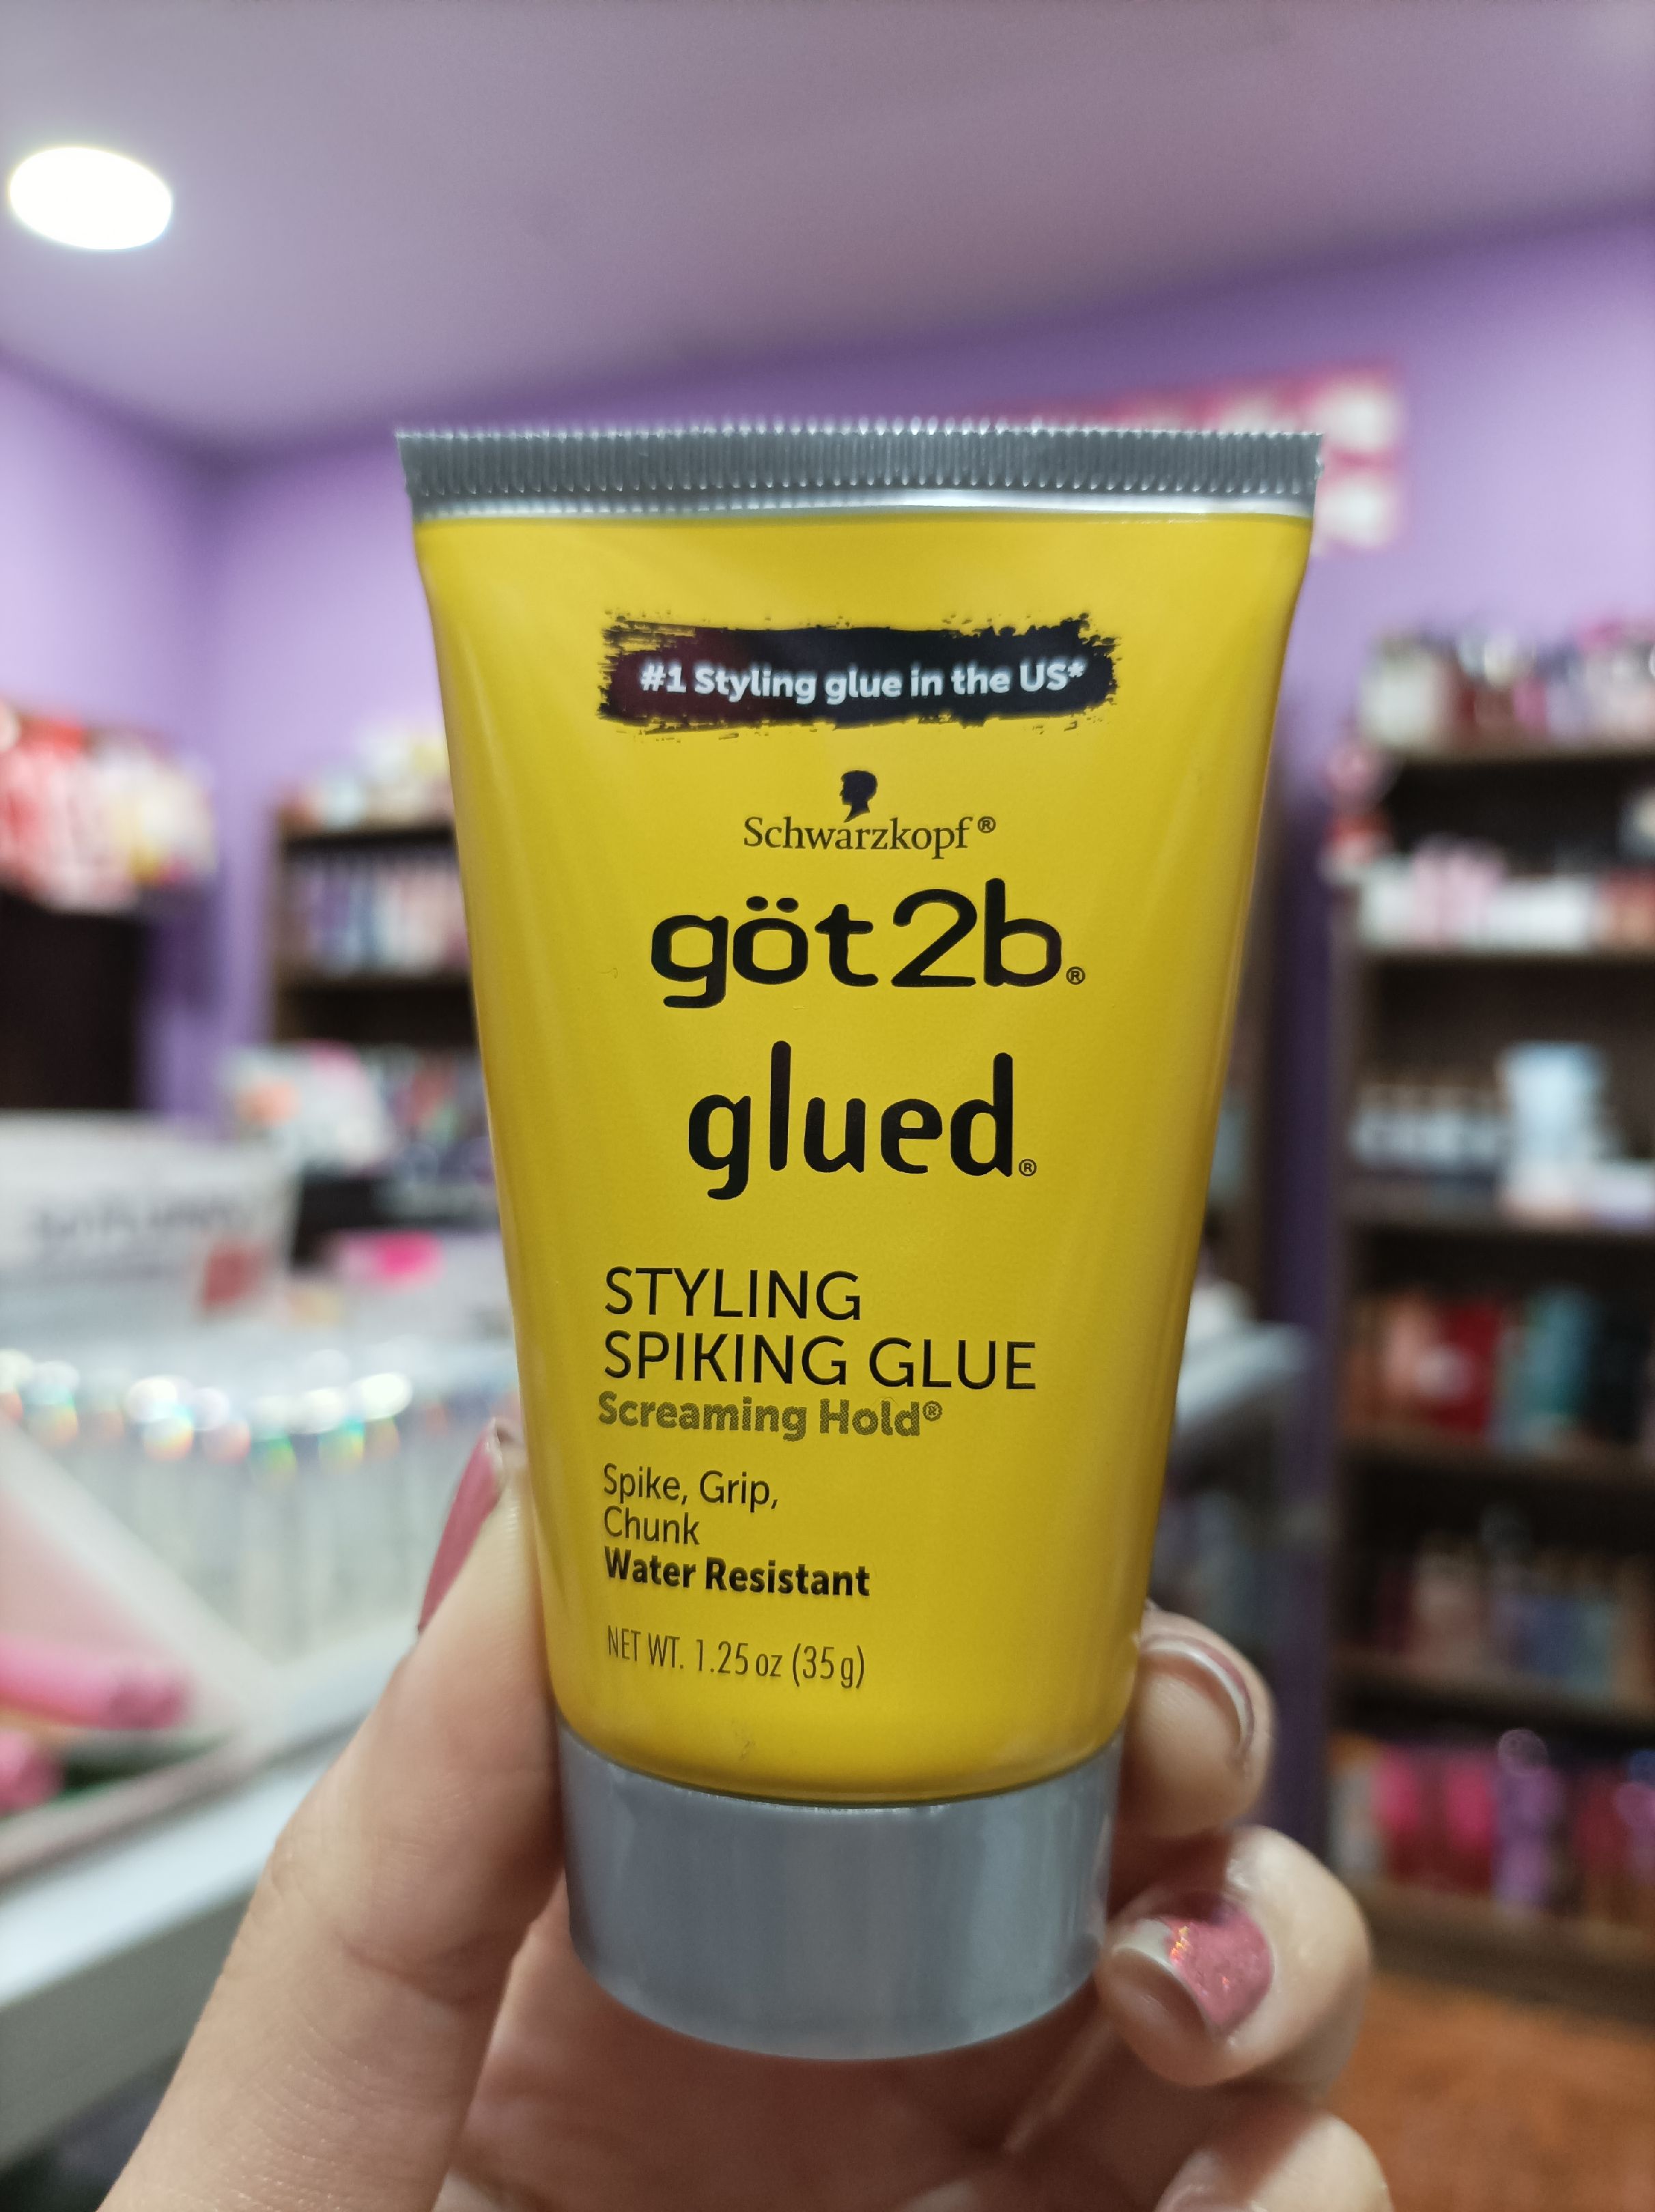 #1 Styling glue in the US*
Schwarzkopf®
göt2b®
glued®
STYLING
SPIKING GLUE
Screaming Hold®
Spike, Grip,
Chunk
Water Resistant
NET WT. 1.25 oz (35 g)